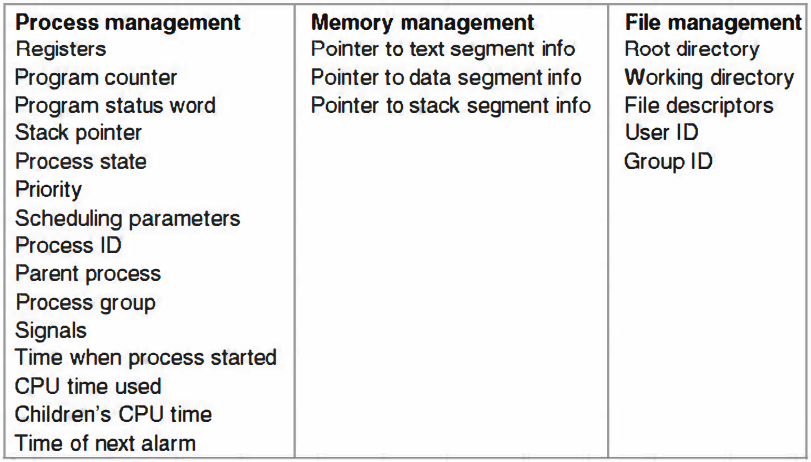 Process management
Registers
Program counter
Program status word
Stack pointer
Process state
Priority
Scheduling parameters
Process ID
Parent process
Process group
Signals
Time when process started
CPU time used
Children's CPU time
Time of next alarm
Memory management
Pointer to text segment info
Pointer to data segment info
Pointer to stack segment info
File management
Root directory
Working directory
File descriptors
User ID
Group ID